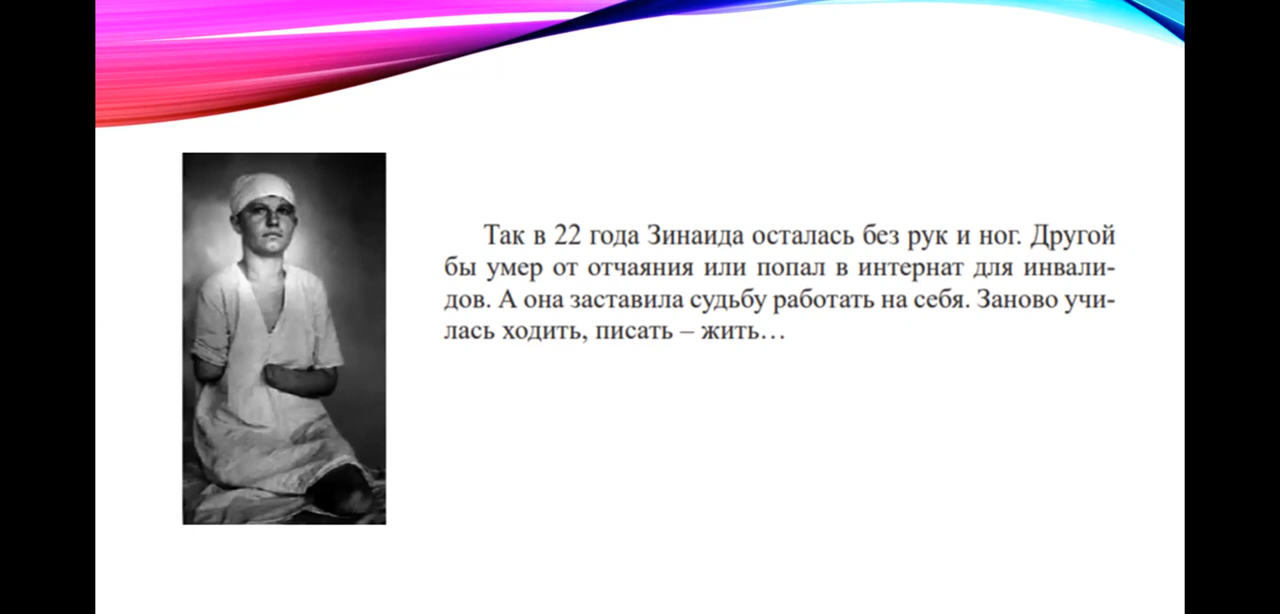 Так в 22 года Зинаида осталась без рук и ног. Другой
бы умер от отчаяния или попал в интернат для инвали-
дов. А она заставила судьбу работать на себя. Заново учи-
лась ходить, писать – жить…